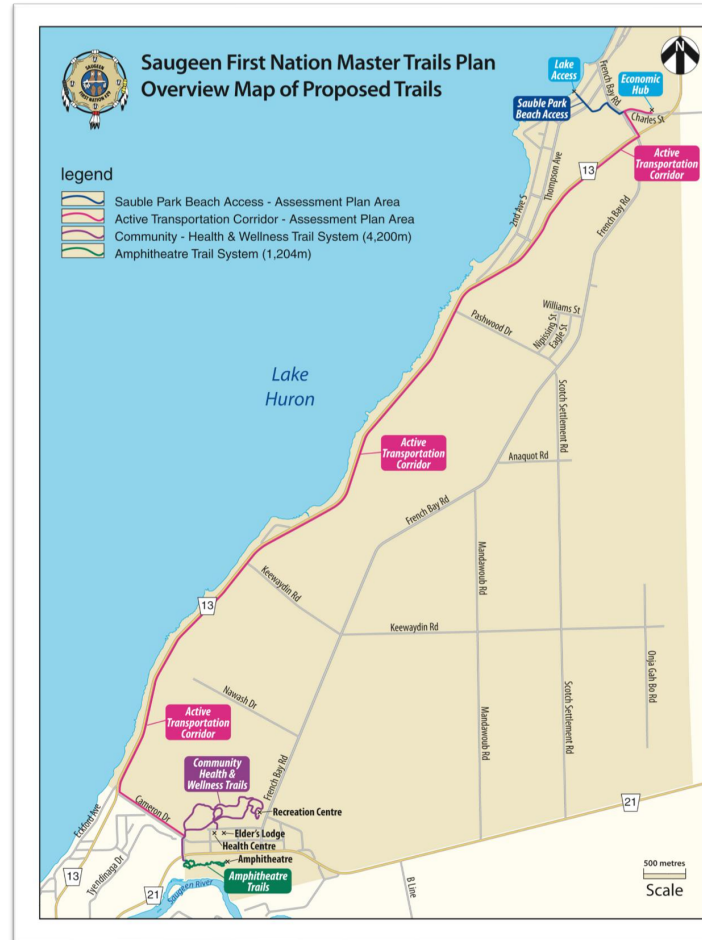 Saugeen First Nation Master Trails Plan
Overview Map of Proposed Trails
SAUGEEN
legend
Sauble Park Beach Access - Assessment Plan Area
Active Transportation Corridor - Assessment Plan Area
Community - Health & Wellness Trail System (4,200m)
Amphitheatre Trail System (1,204m)
N
Lake
Access
Economic
Hub
Sauble Park
Beach Access
French Bay Rd
Charles St
Active
Transportation
Corridor
13
Thompson Ave
2nd Ave S
French Bay Rd
Williams St
Nipissing St
Eagle St
Pashwood Dr
Lake
Huron
Scotch Settlement Rd
Active
Transportation
Corridor
Anaquot Rd
French Bay Rd
Mandawoub Rd
Keewaydin Rd
13
Keewaydin Rd
Onja Gah Bo Rd
Nawash Dr
Mandawoub Rd
Scotch Settlement Rd
Active
Transportation
Corridor
Community
Health &
Wellness Trails
French Bay Rd
Recreation Centre
Cameron Dr
Eckford Ave
Elder's Lodge
Health Centre
Amphitheatre
Amphitheatre
Trails
21
Tyendinaga Dr
13
21
Saugeen River
B Line
500 metres
Scale